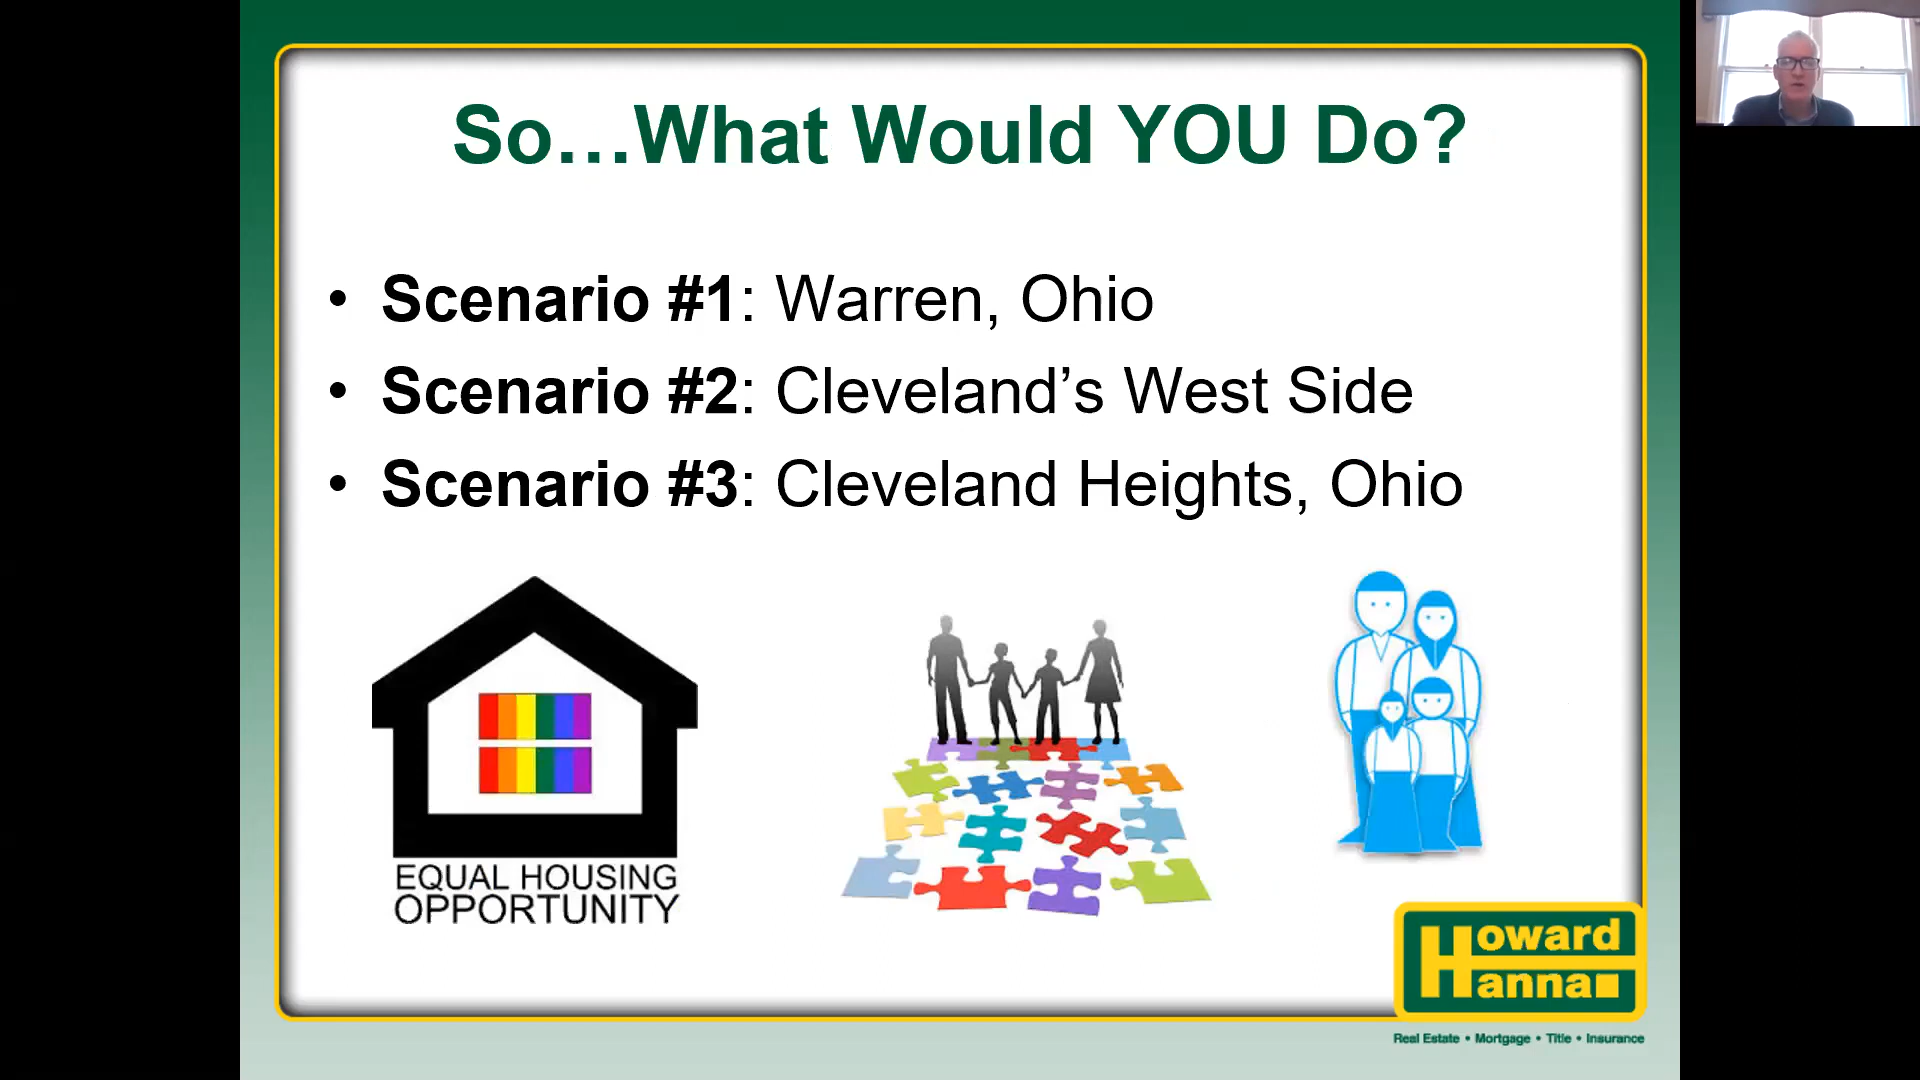 So…What Would YOU Do?
• Scenario #1: Warren, Ohio
• Scenario #2: Cleveland’s West Side
• Scenario #3: Cleveland Heights, Ohio
EQUAL HOUSING
OPPORTUNITY
Howard
Hanna
Real Estate • Mortgage • Title • Insurance